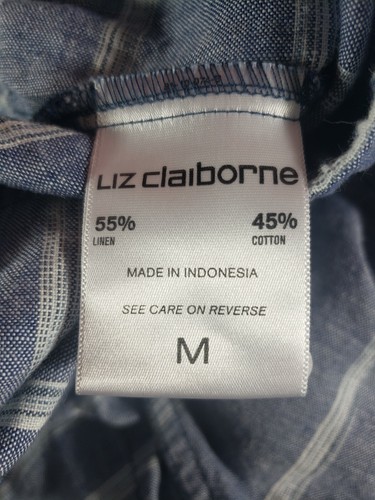 LIZ claiborne
55% 45%
LINEN COTTON
MADE IN INDONESIA
SEE CARE ON REVERSE
M